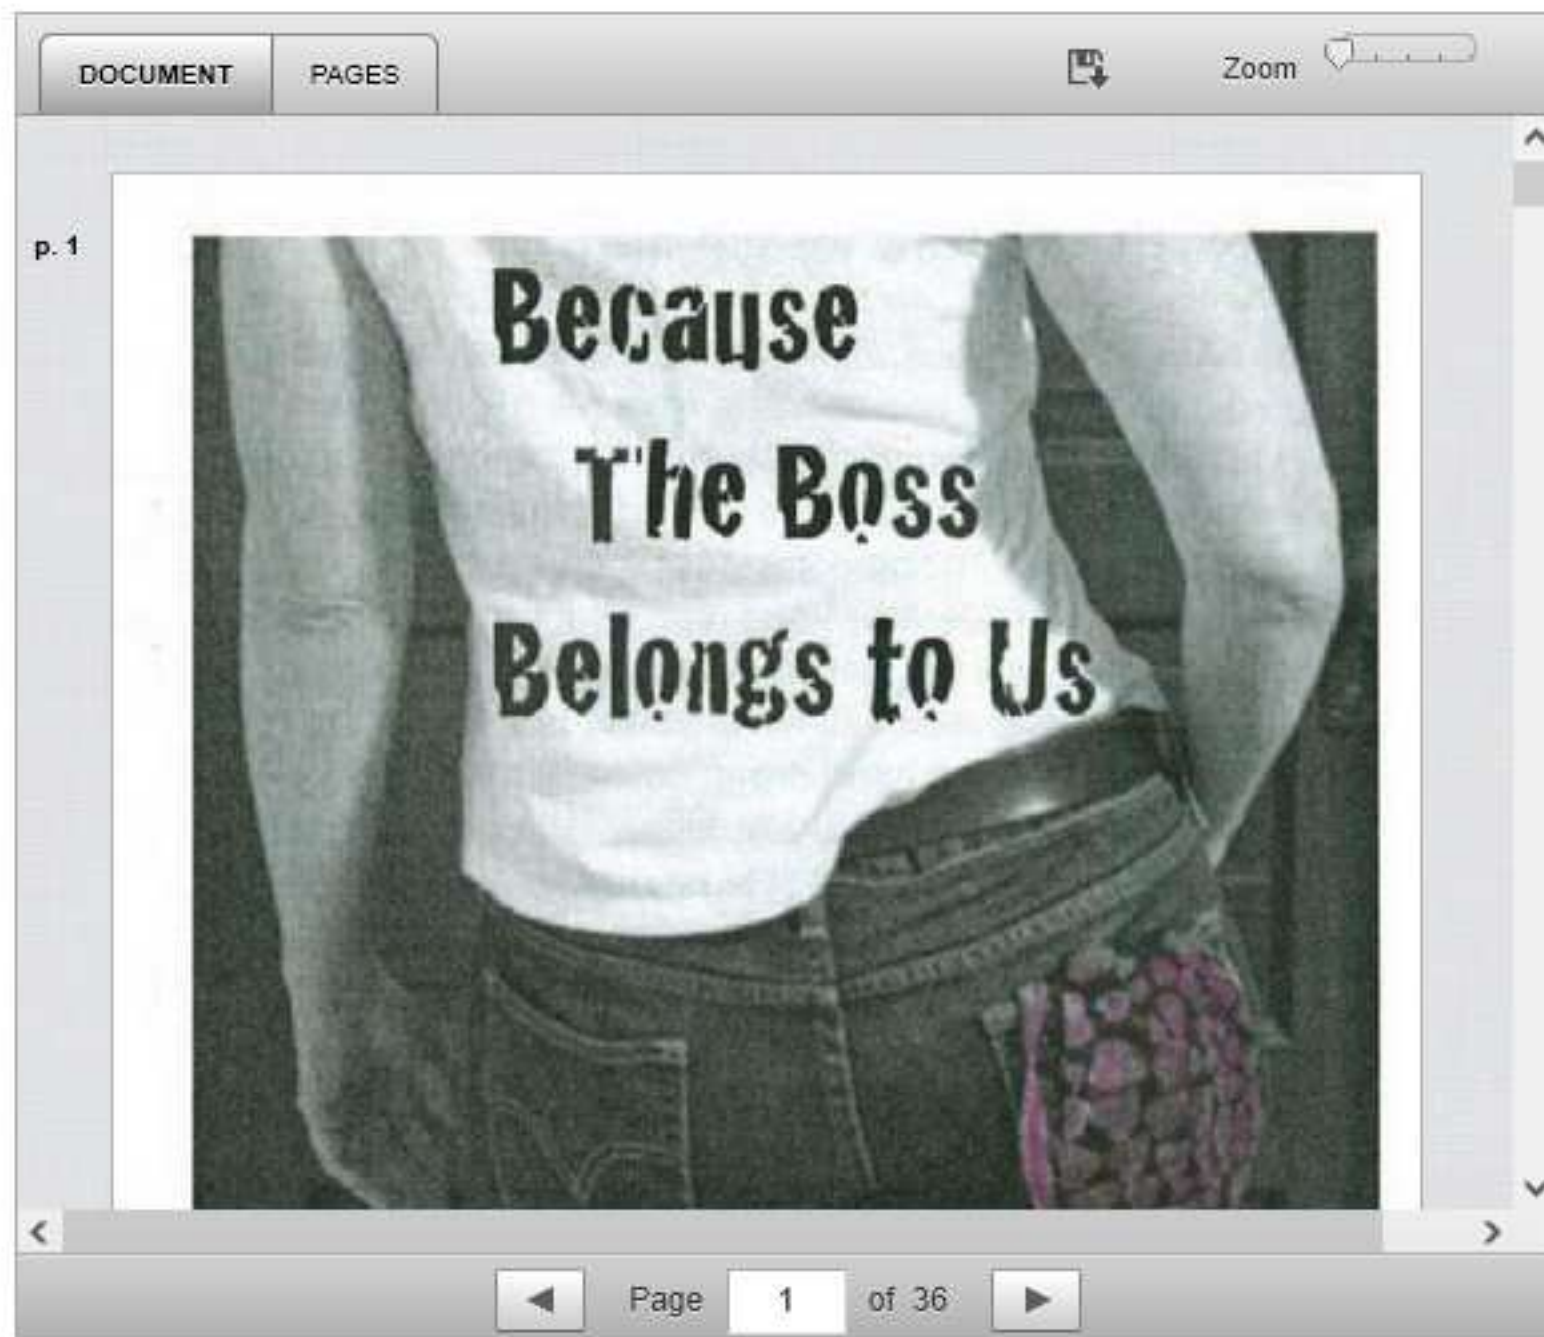 DOCUMENT PAGES Zoom
p. 1
Because
The Boss
Belongs to Us
Page 1 of 36